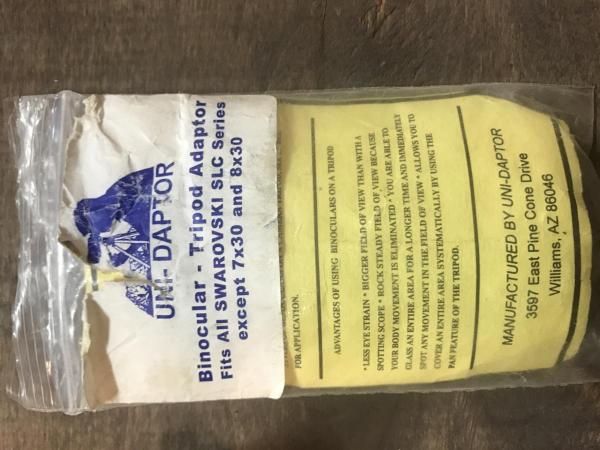 UNI-DAPTOR
Binocular - Tripod Adaptor
Fits All SWAROVSKI SLC Series
except 7x30 and 8x30
FOR APPLICATION.
ADVANTAGES OF USING BINOCULARS ON A TRIPOD
*LESS EYE STRAIN * BIGGER FIELD OF VIEW THAN WITH A
SPOTTING SCOPE * ROCK STEADY FIELD OF VIEW BECAUSE
YOUR BODY MOVEMENT IS ELIMINATED * YOU ARE ABLE TO
GLASS AN ENTIRE AREA FOR A LONGER TIME AND IMMEDIATELY
SPOT ANY MOVEMENT IN THE FIELD OF VIEW * ALLOWS YOU TO
COVER AN ENTIRE AREA SYSTEMATICALLY BY USING THE
PAN FEATURE OF THE TRIPOD.
MANUFACTURED BY UNI-DAPTOR
3597 East Pine Cone Drive
Williams, AZ 86046